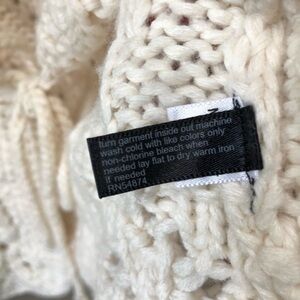 turn garment inside out machine
wash cold with like colors only
non-chlorine bleach when
needed lay flat to dry warm iron
if needed
RN54874